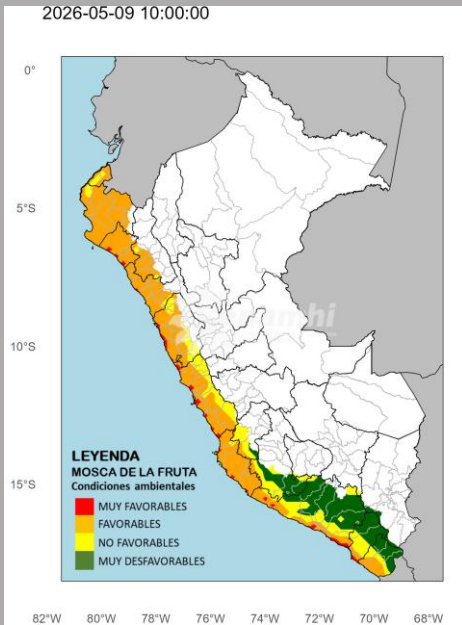 2026-05-09 10:00:00
0°
5°S
10°S
15°S
senamhi
LEYENDA
MOSCA DE LA FRUTA
Condiciones ambientales
MUY FAVORABLES
FAVORABLES
NO FAVORABLES
MUY DESFAVORABLES
82°W 80°W 78°W 76°W 74°W 72°W 70°W 68°W